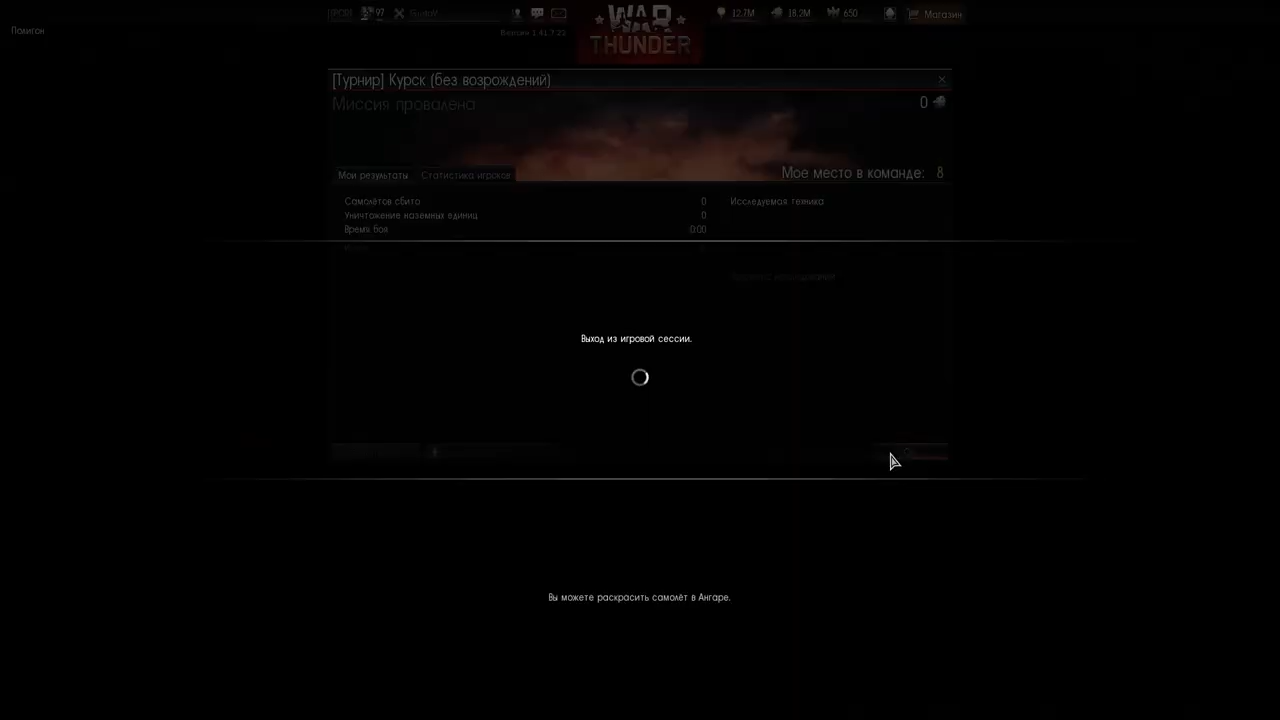 97
12.7M
18.2M
650
Магазин
WAR
THUNDER
Полигон
Версия 1.41.7.21
[Турнир] Курск (без возрождений)
Миссия провалена
0
Мои результаты
Статистика игроков
Мое место в команде: 8
Самолётов сбито 0
Исследуемая техника
Уничтожение наземных единиц 0
Время боя 0:00
Выход из игровой сессии.
Вы можете раскрасить самолёт в Ангаре.